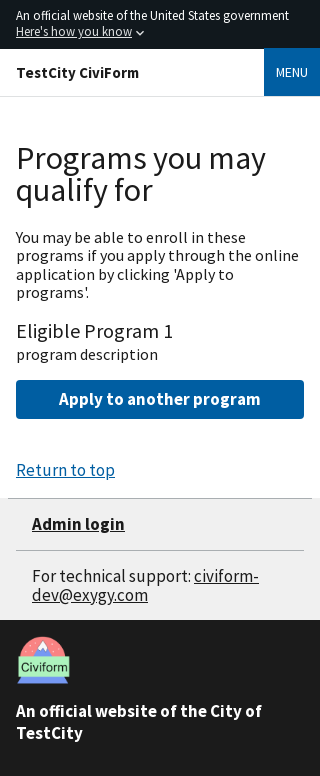 An official website of the United States government
Here's how you know
TestCity CiviForm
MENU
Programs you may
qualify for
You may be able to enroll in these
programs if you apply through the online
application by clicking 'Apply to
programs'.
Eligible Program 1
program description
Apply to another program
Return to top
Admin login
For technical support: civiform-
dev@exygy.com
Civiform
An official website of the City of
TestCity